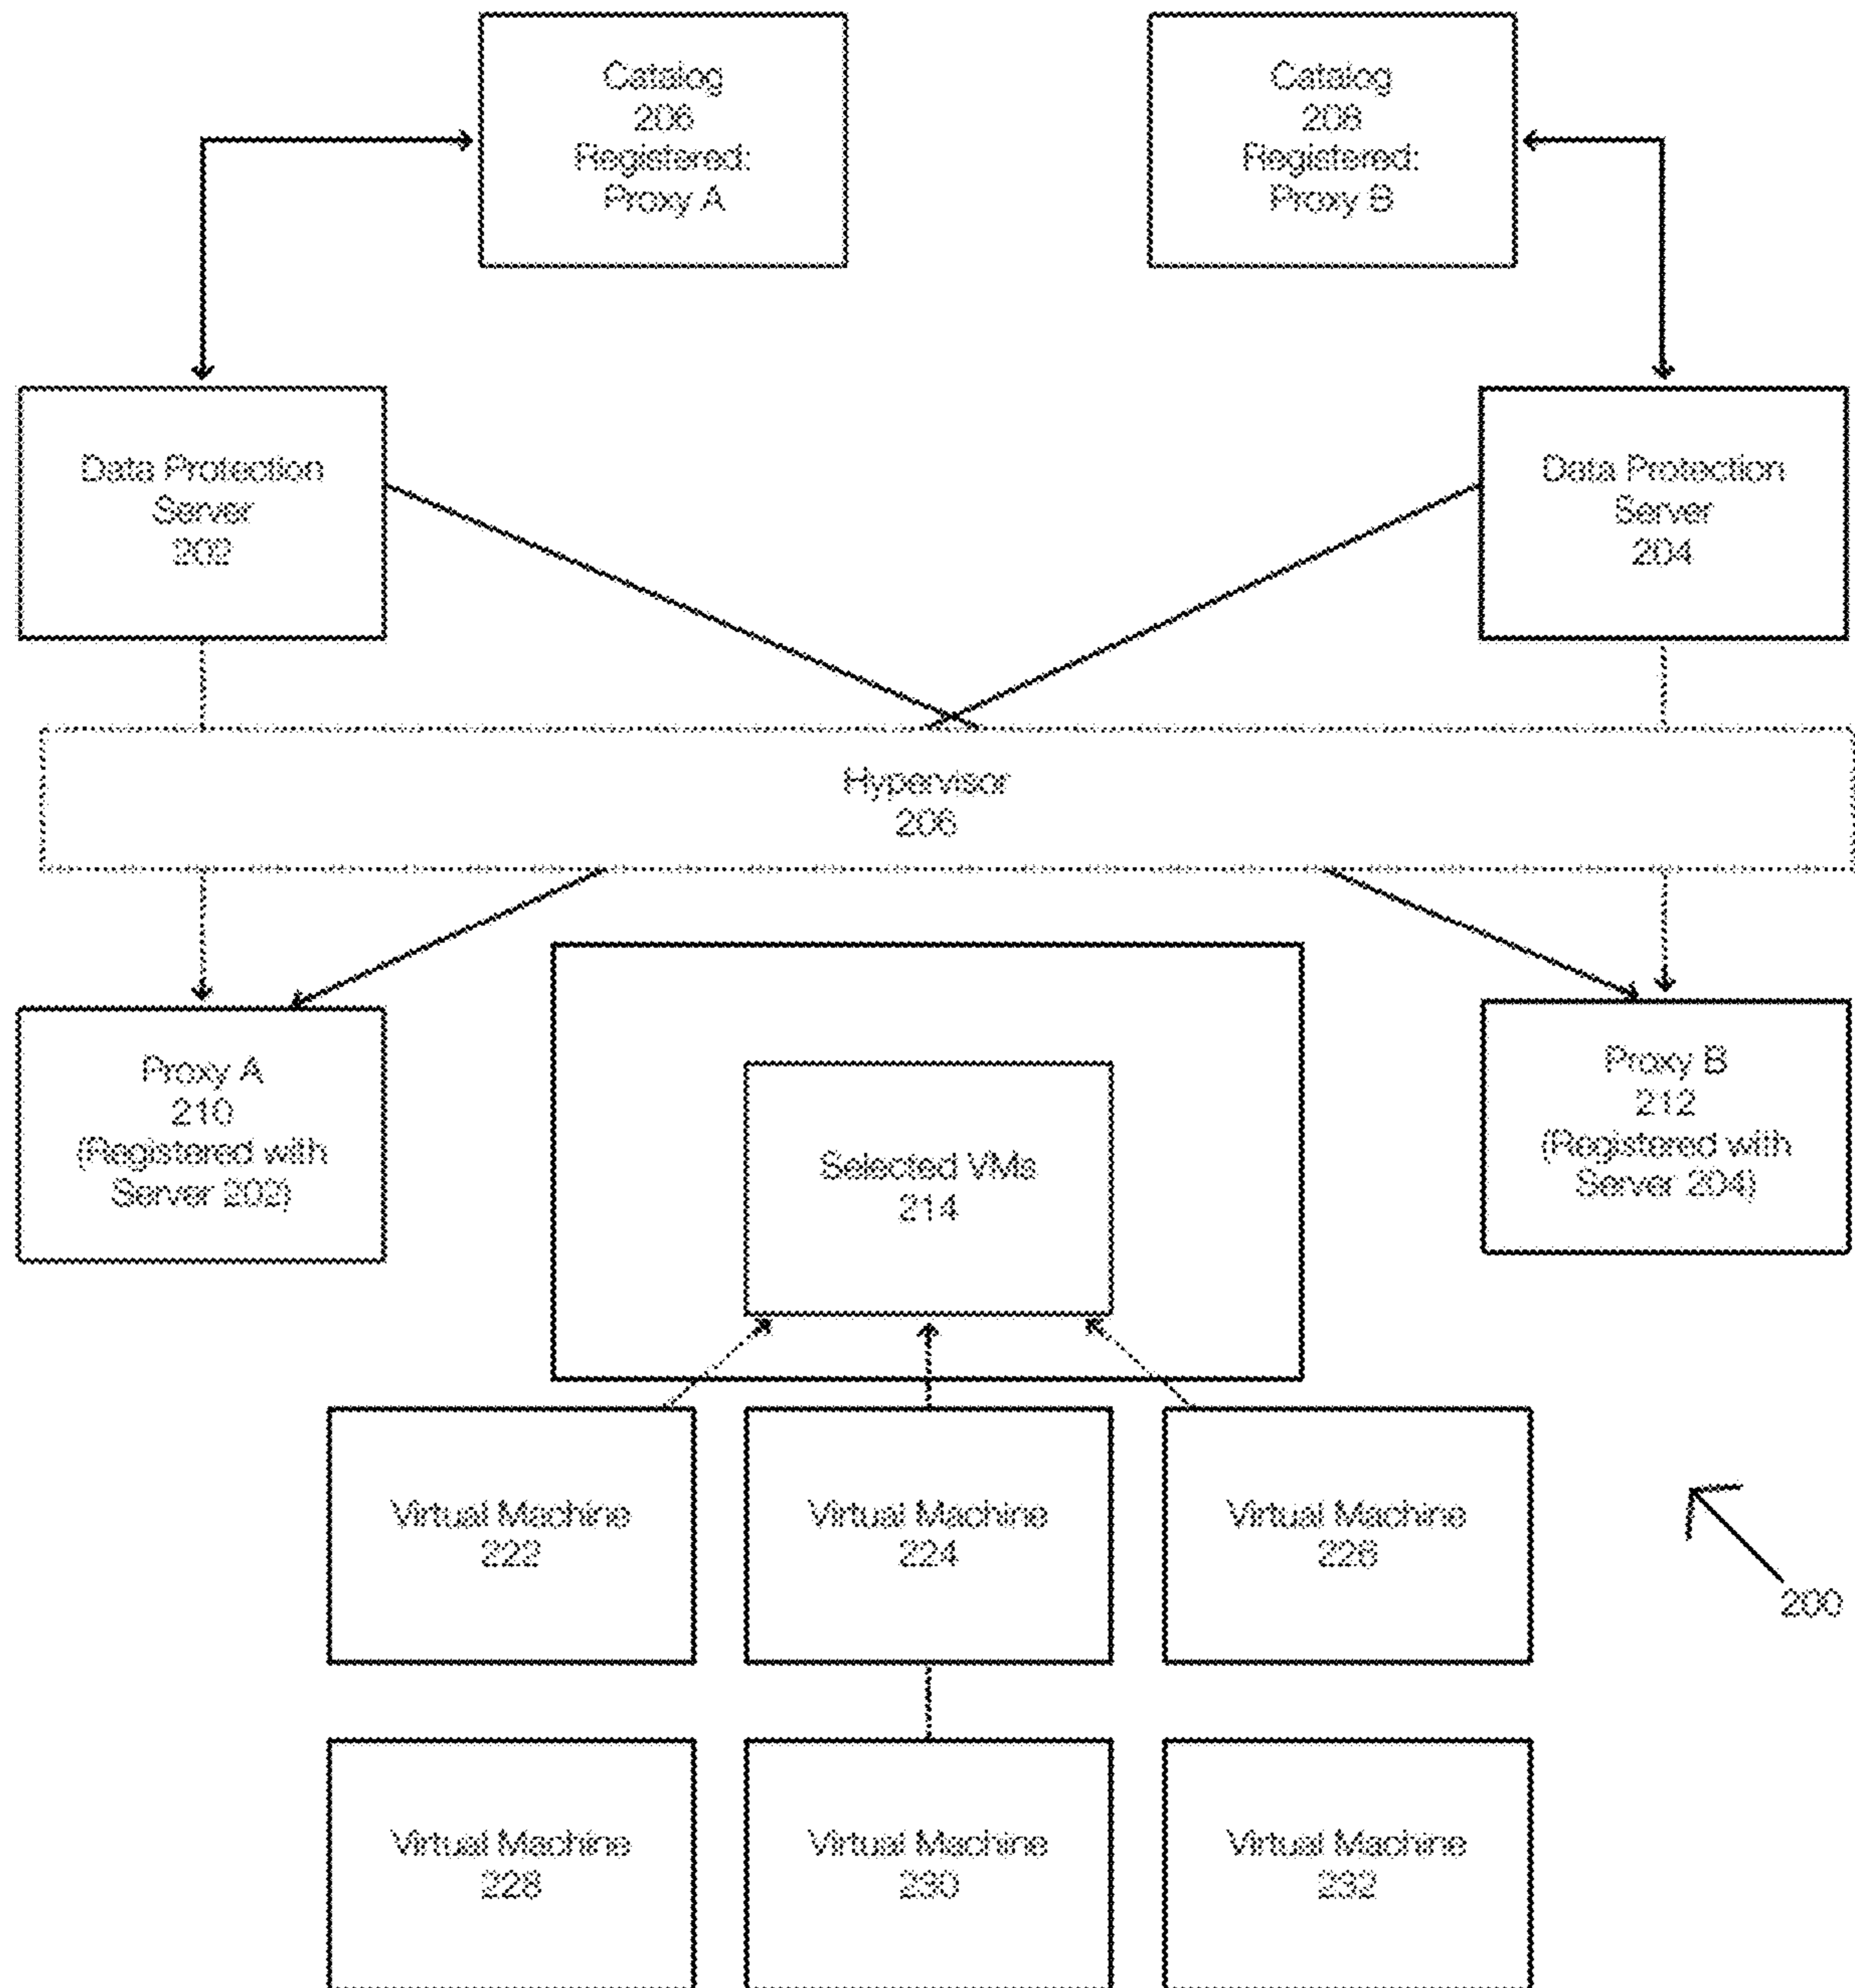 Catalog
206
Registered:
Proxy A
Catalog
208
Registered:
Proxy B
Data Protection
Server
202
Data Protection
Server
204
Hypervisor
206
Proxy A
210
(Registered with
Server 202)
Proxy B
212
(Registered with
Server 204)
Selected VMs
214
Virtual Machine
222
Virtual Machine
224
Virtual Machine
226
200
Virtual Machine
228
Virtual Machine
230
Virtual Machine
232